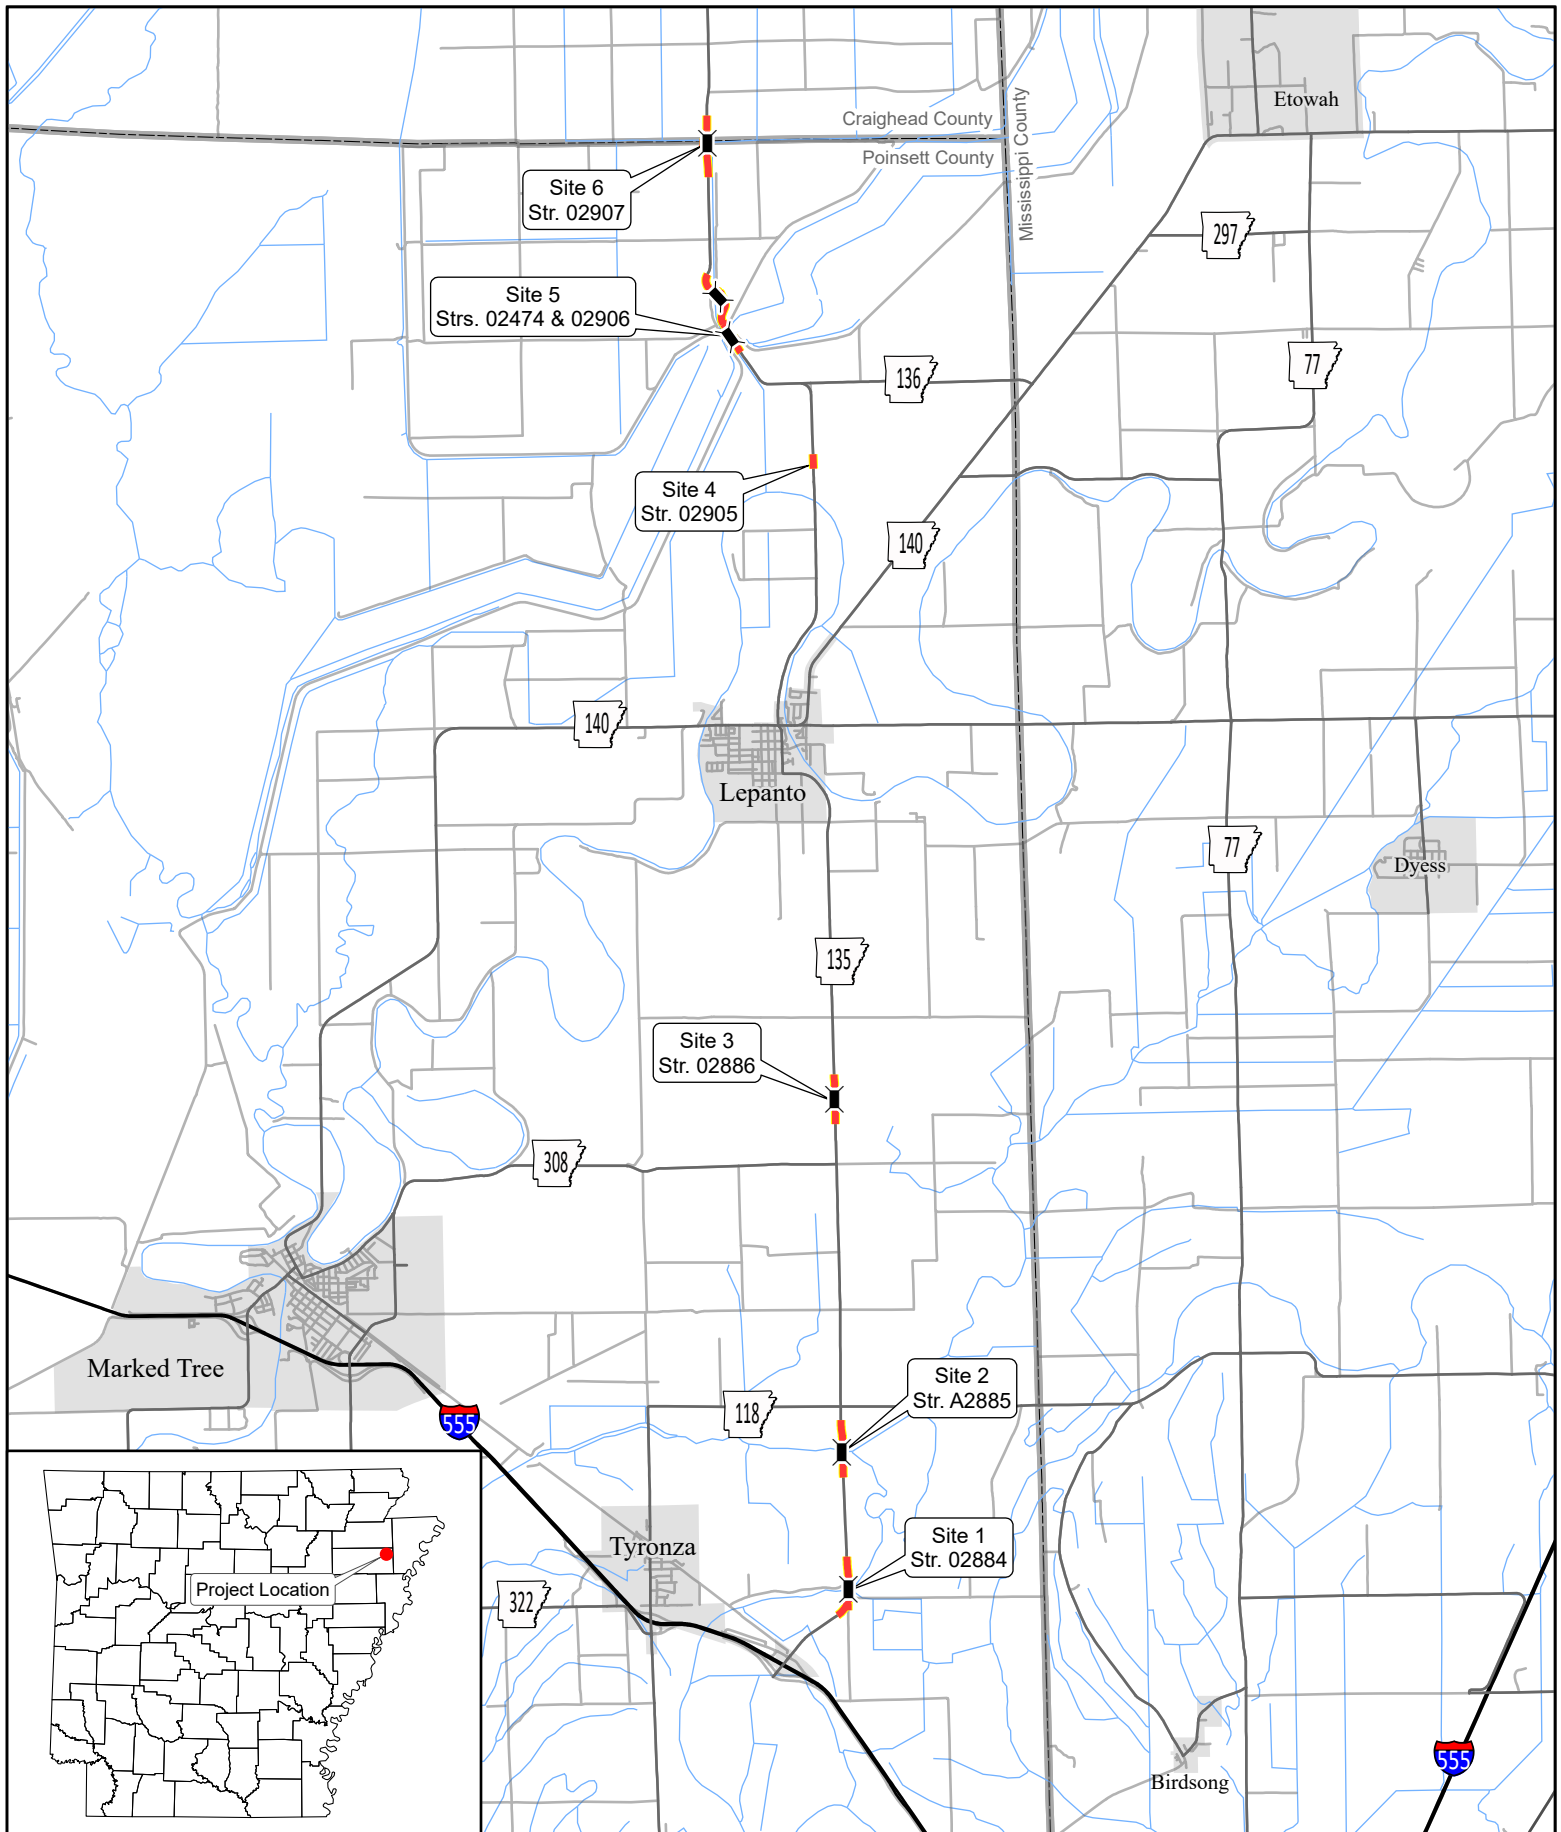 Etowah
Craighead County
Poinsett County
Mississippi County
Site 6
Str. 02907
297
Site 5
Strs. 02474 & 02906
136
77
Site 4
Str. 02905
140
140
Lepanto
77
Dyess
135
Site 3
Str. 02886
308
Marked Tree
Site 2
Str. A2885
118
555
Site 1
Str. 02884
Tyronza
322
Project Location
555
Birdsong